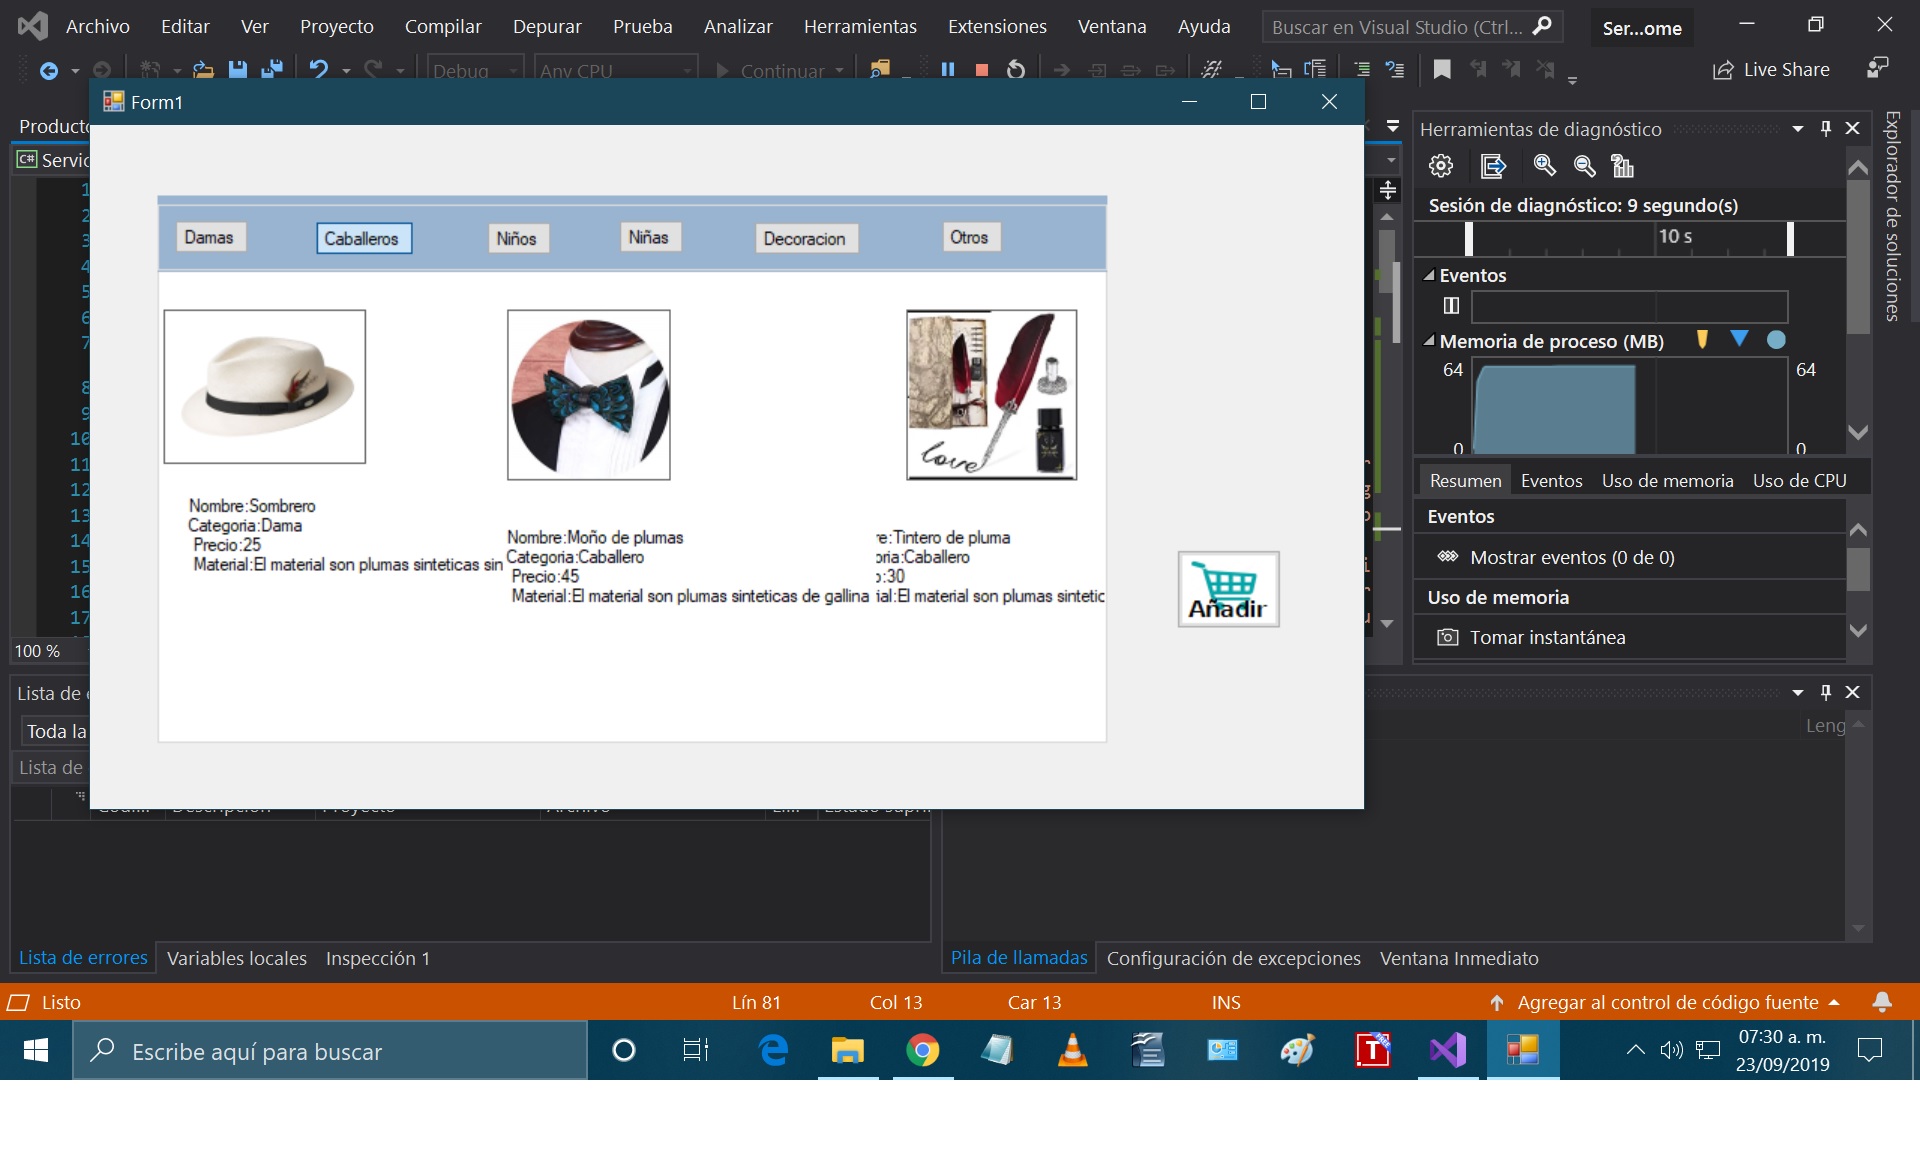 Archivo Editar Ver Proyecto Compilar Depurar Prueba Analizar Herramientas Extensiones Ventana Ayuda Buscar en Visual Studio (Ctrl... Ser...ome
Debug Any CPU Continuar Live Share
Form1
Producto
C# Servic
Herramientas de diagnóstico
Explorador de soluciones
Sesión de diagnóstico: 9 segundo(s)
10 s
Eventos
Memoria de proceso (MB)
64 64
0 0
Resumen Eventos Uso de memoria Uso de CPU
Eventos
Mostrar eventos (0 de 0)
Uso de memoria
Tomar instantánea
1
2
3
4
5
6
7
8
9
10
11
12
13
14
15
16
17
100 %
Damas Caballeros Niños Niñas Decoracion Otros
love
Nombre:Sombrero
Categoria:Dama
Precio:25
Material:El material son plumas sinteticas sin
Nombre:Moño de plumas
Categoria:Caballero
Precio:45
Material:El material son plumas sinteticas de gallina
re:Tintero de pluma
oria:Caballero
o:30
ial:El material son plumas sintetic
Añadir
Lista de e
Toda la
Lista de
Descripción Proyecto Archivo
Leng
Lista de errores Variables locales Inspección 1
Pila de llamadas Configuración de excepciones Ventana Inmediato
Listo Lín 81 Col 13 Car 13 INS Agregar al control de código fuente
Escribe aquí para buscar
07:30 a. m.
23/09/2019